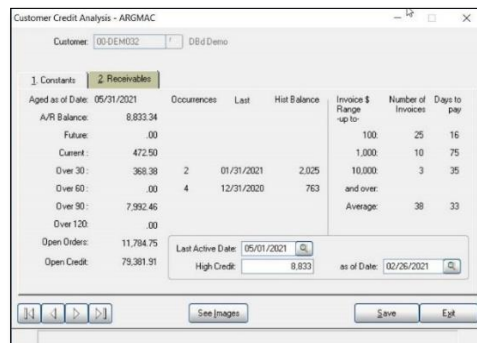 Customer Credit Analysis - ARGMAC
Customer: 00-DEM032 DBd Demo
1. Constants 2. Receivables
Aged as of Date: 05/31/2021 Occurrences Last Hist Balance Invoice $ Range -up to- Number of Invoices Days to pay
A/R Balance: 8,833.34
Future: .00 100: 25 16
Current : 472.50 1,000: 10 75
Over 30 : 368.38 2 01/31/2021 2,025 10,000: 3 35
Over 60 : .00 4 12/31/2020 763 and over:
Over 90 : 7,992.46 Average: 38 33
Over 120: .00
Open Orders: 11,784.75 Last Active Date: 05/01/2021
Open Credit: 79,381.91 High Credit: 8,833 as of Date: 02/26/2021
See Images Save Exit